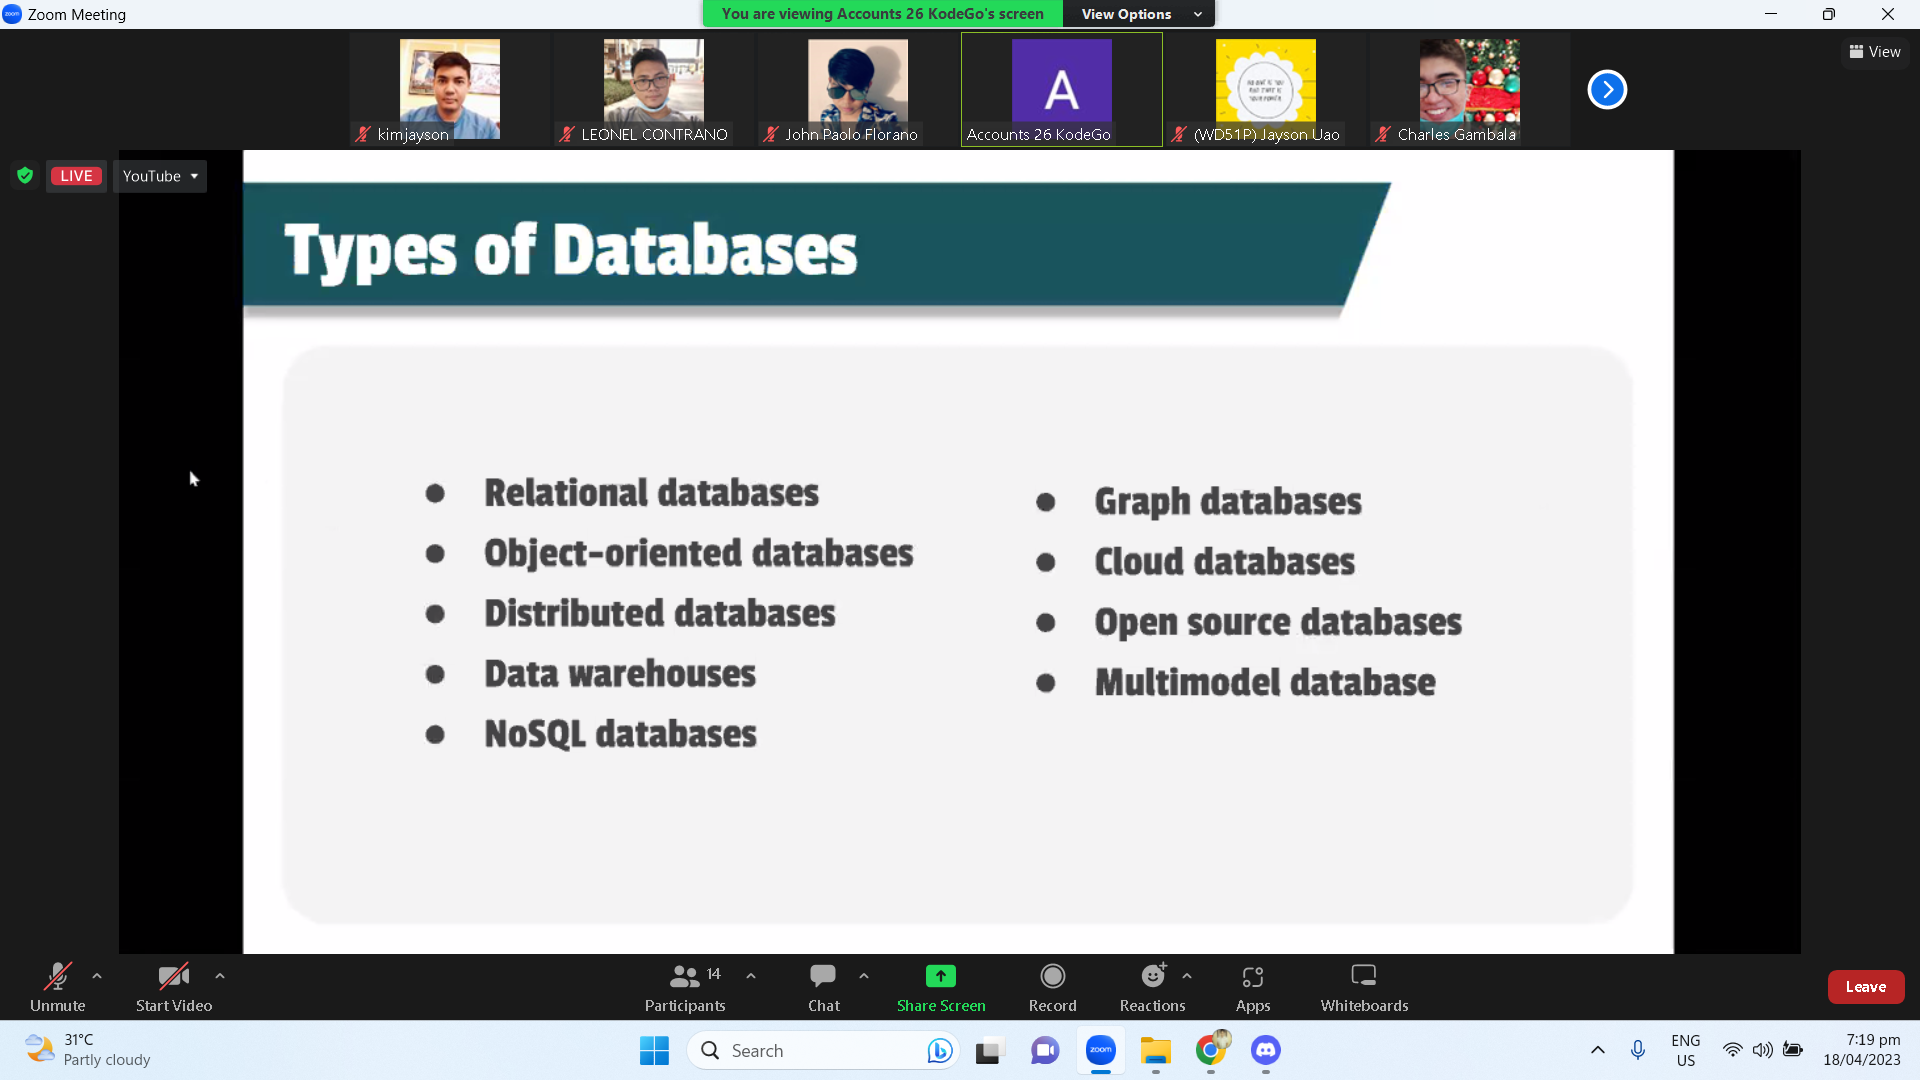 zoom Zoom Meeting
You are viewing Accounts 26 KodeGo's screen
View Options
View
kimjayson
LEONEL CONTRANO
John Paolo Florano
A
Accounts 26 KodeGo
(WD51P) Jayson Uao
Charles Gambala
LIVE
YouTube
Types of Databases
Relational databases
Object-oriented databases
Distributed databases
Data warehouses
NoSQL databases
Graph databases
Cloud databases
Open source databases
Multimodel database
Unmute
Start Video
14
Participants
Chat
Share Screen
Record
Reactions
Apps
Whiteboards
Leave
31°C
Partly cloudy
Search
zoom
ENG
US
7:19 pm
18/04/2023